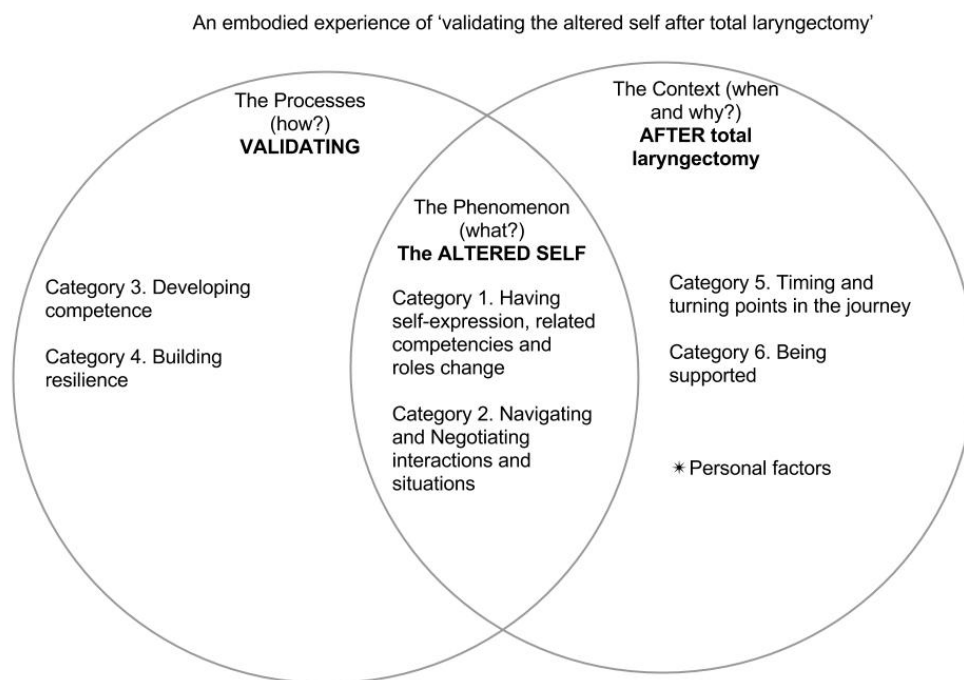 An embodied experience of ‘validating the altered self after total laryngectomy’
The Processes
(how?)
VALIDATING
Category 3. Developing
competence
Category 4. Building
resilience
The Phenomenon
(what?)
The ALTERED SELF
Category 1. Having
self-expression, related
competencies and
roles change
Category 2. Navigating
and Negotiating
interactions and
situations
The Context (when
and why?)
AFTER total
laryngectomy
Category 5. Timing and
turning points in the journey
Category 6. Being
supported
✴ Personal factors